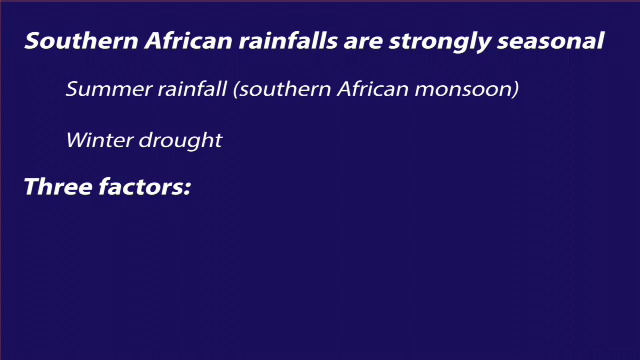 Southern African rainfalls are strongly seasonal
Summer rainfall (southern African monsoon)
Winter drought
Three factors: